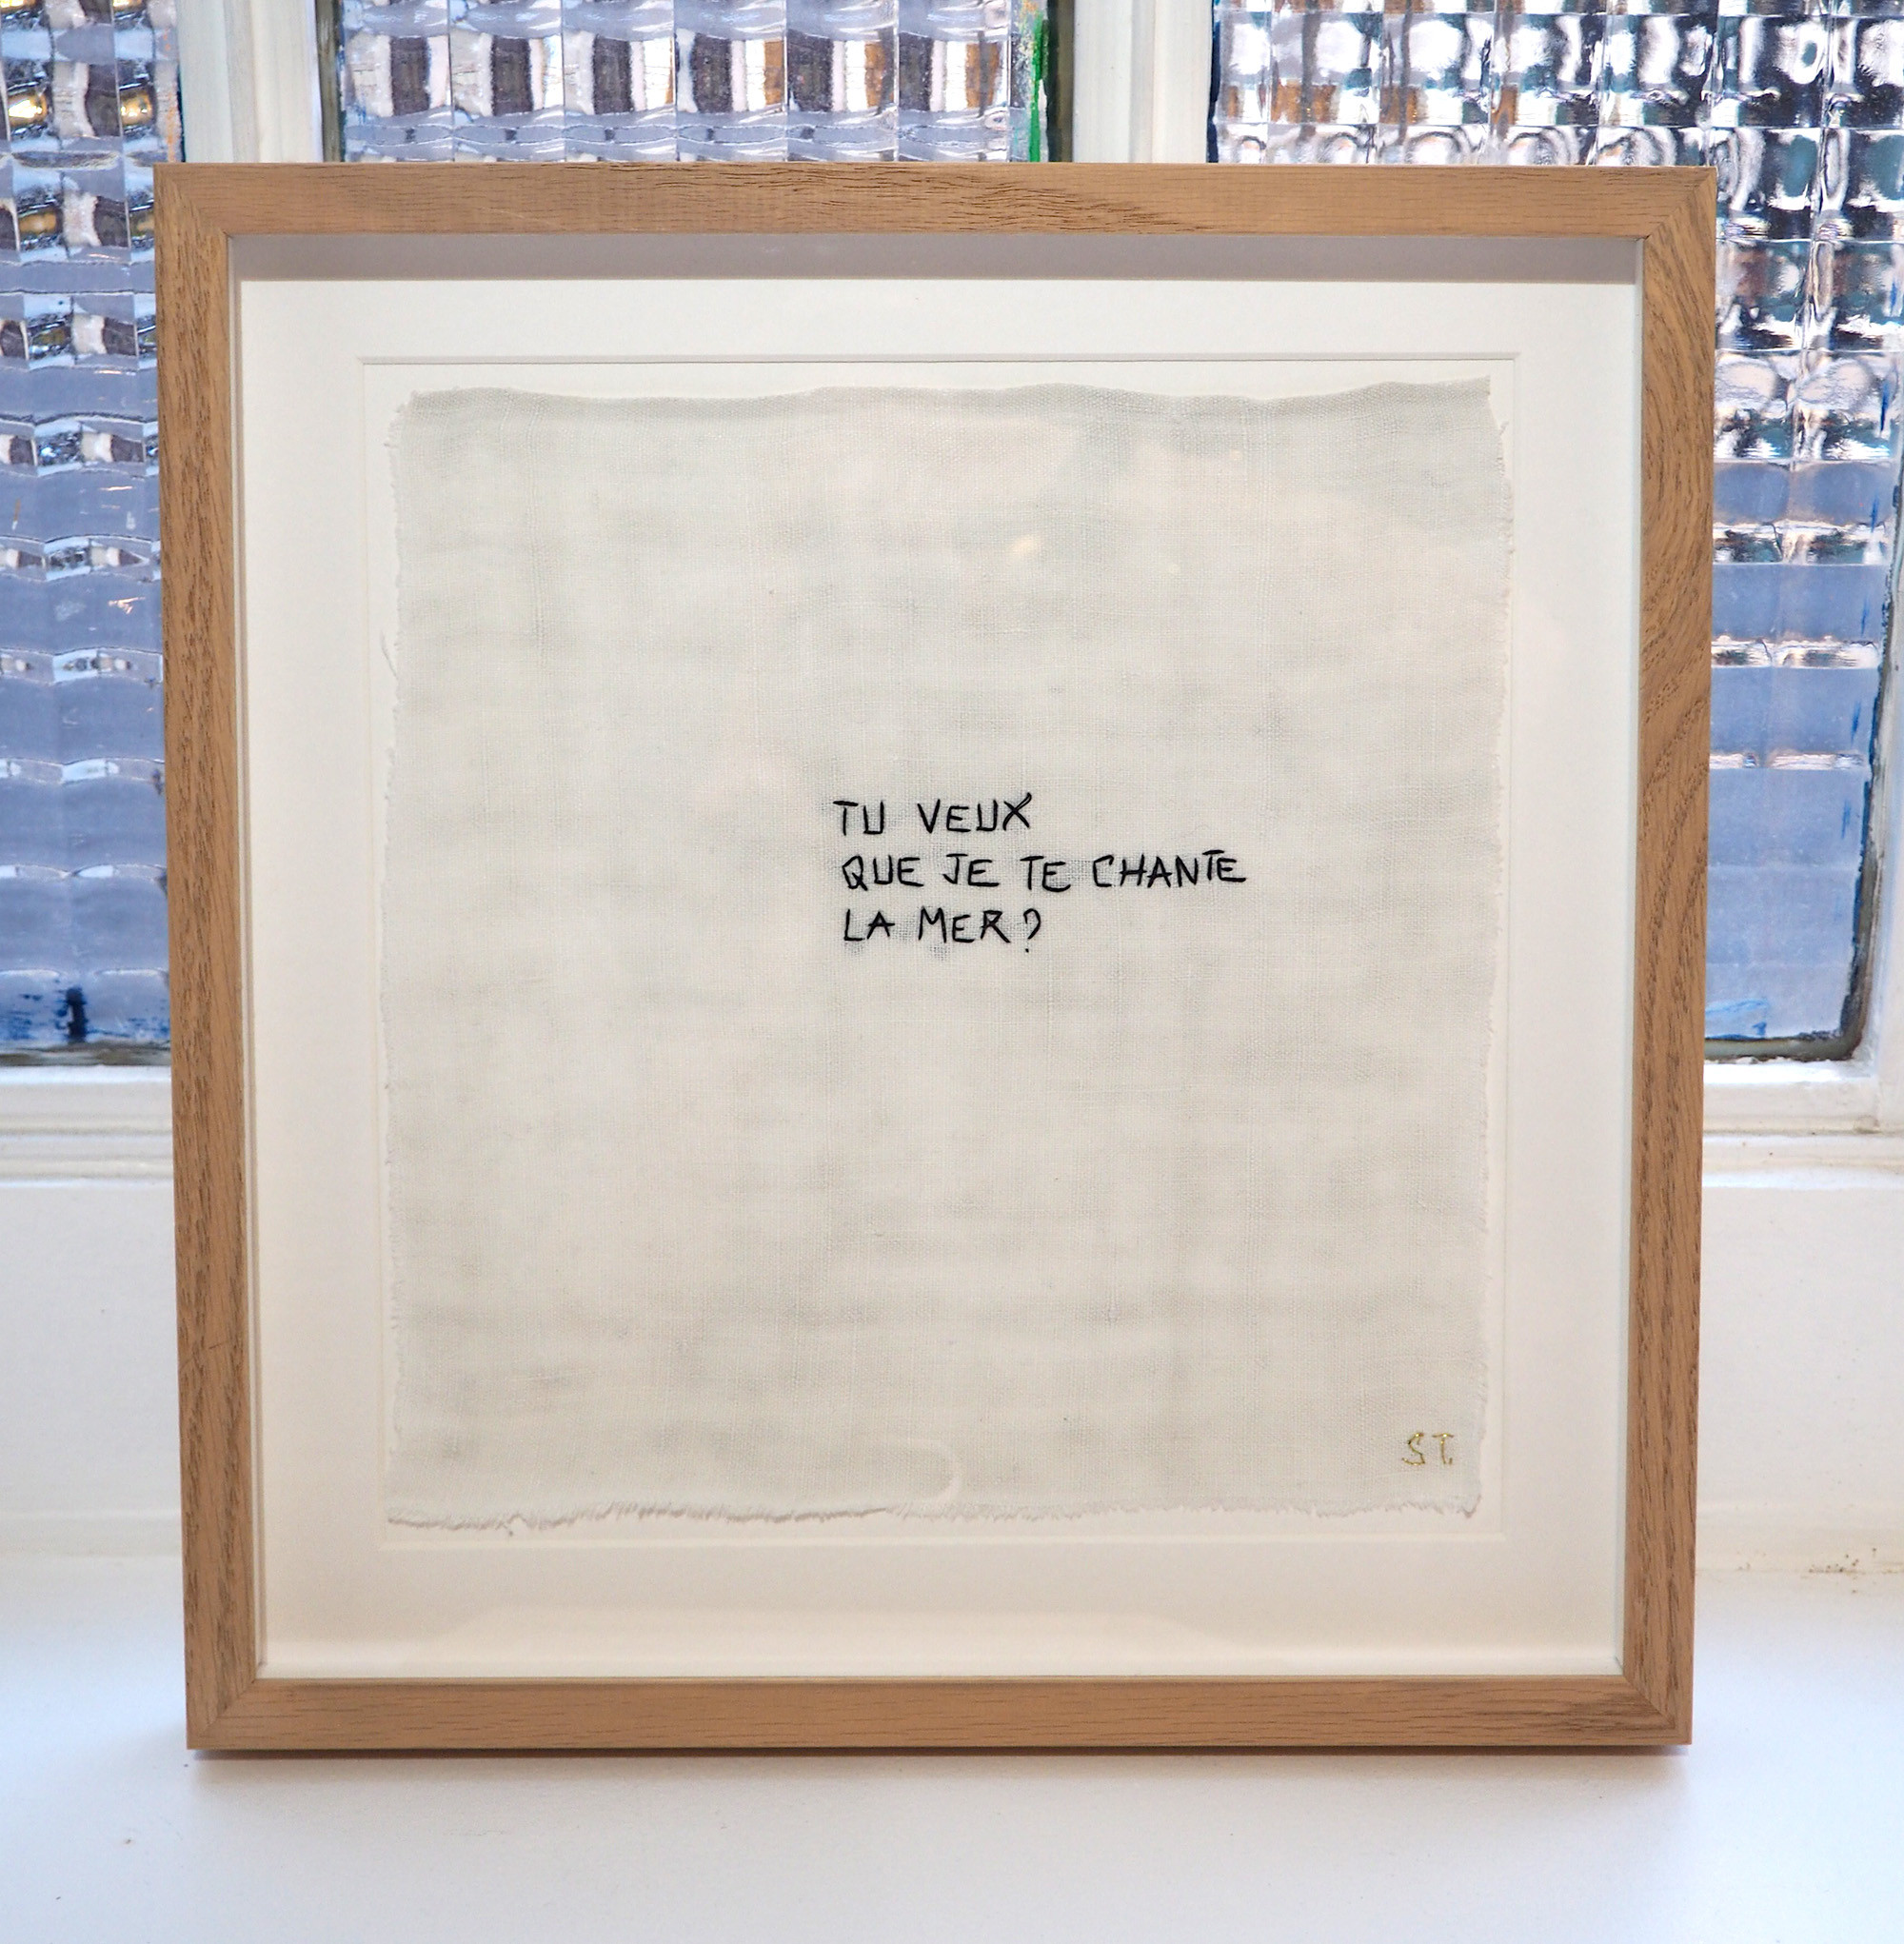 TU VEUX
QUE JE TE CHANTE
LA MER?
ST.